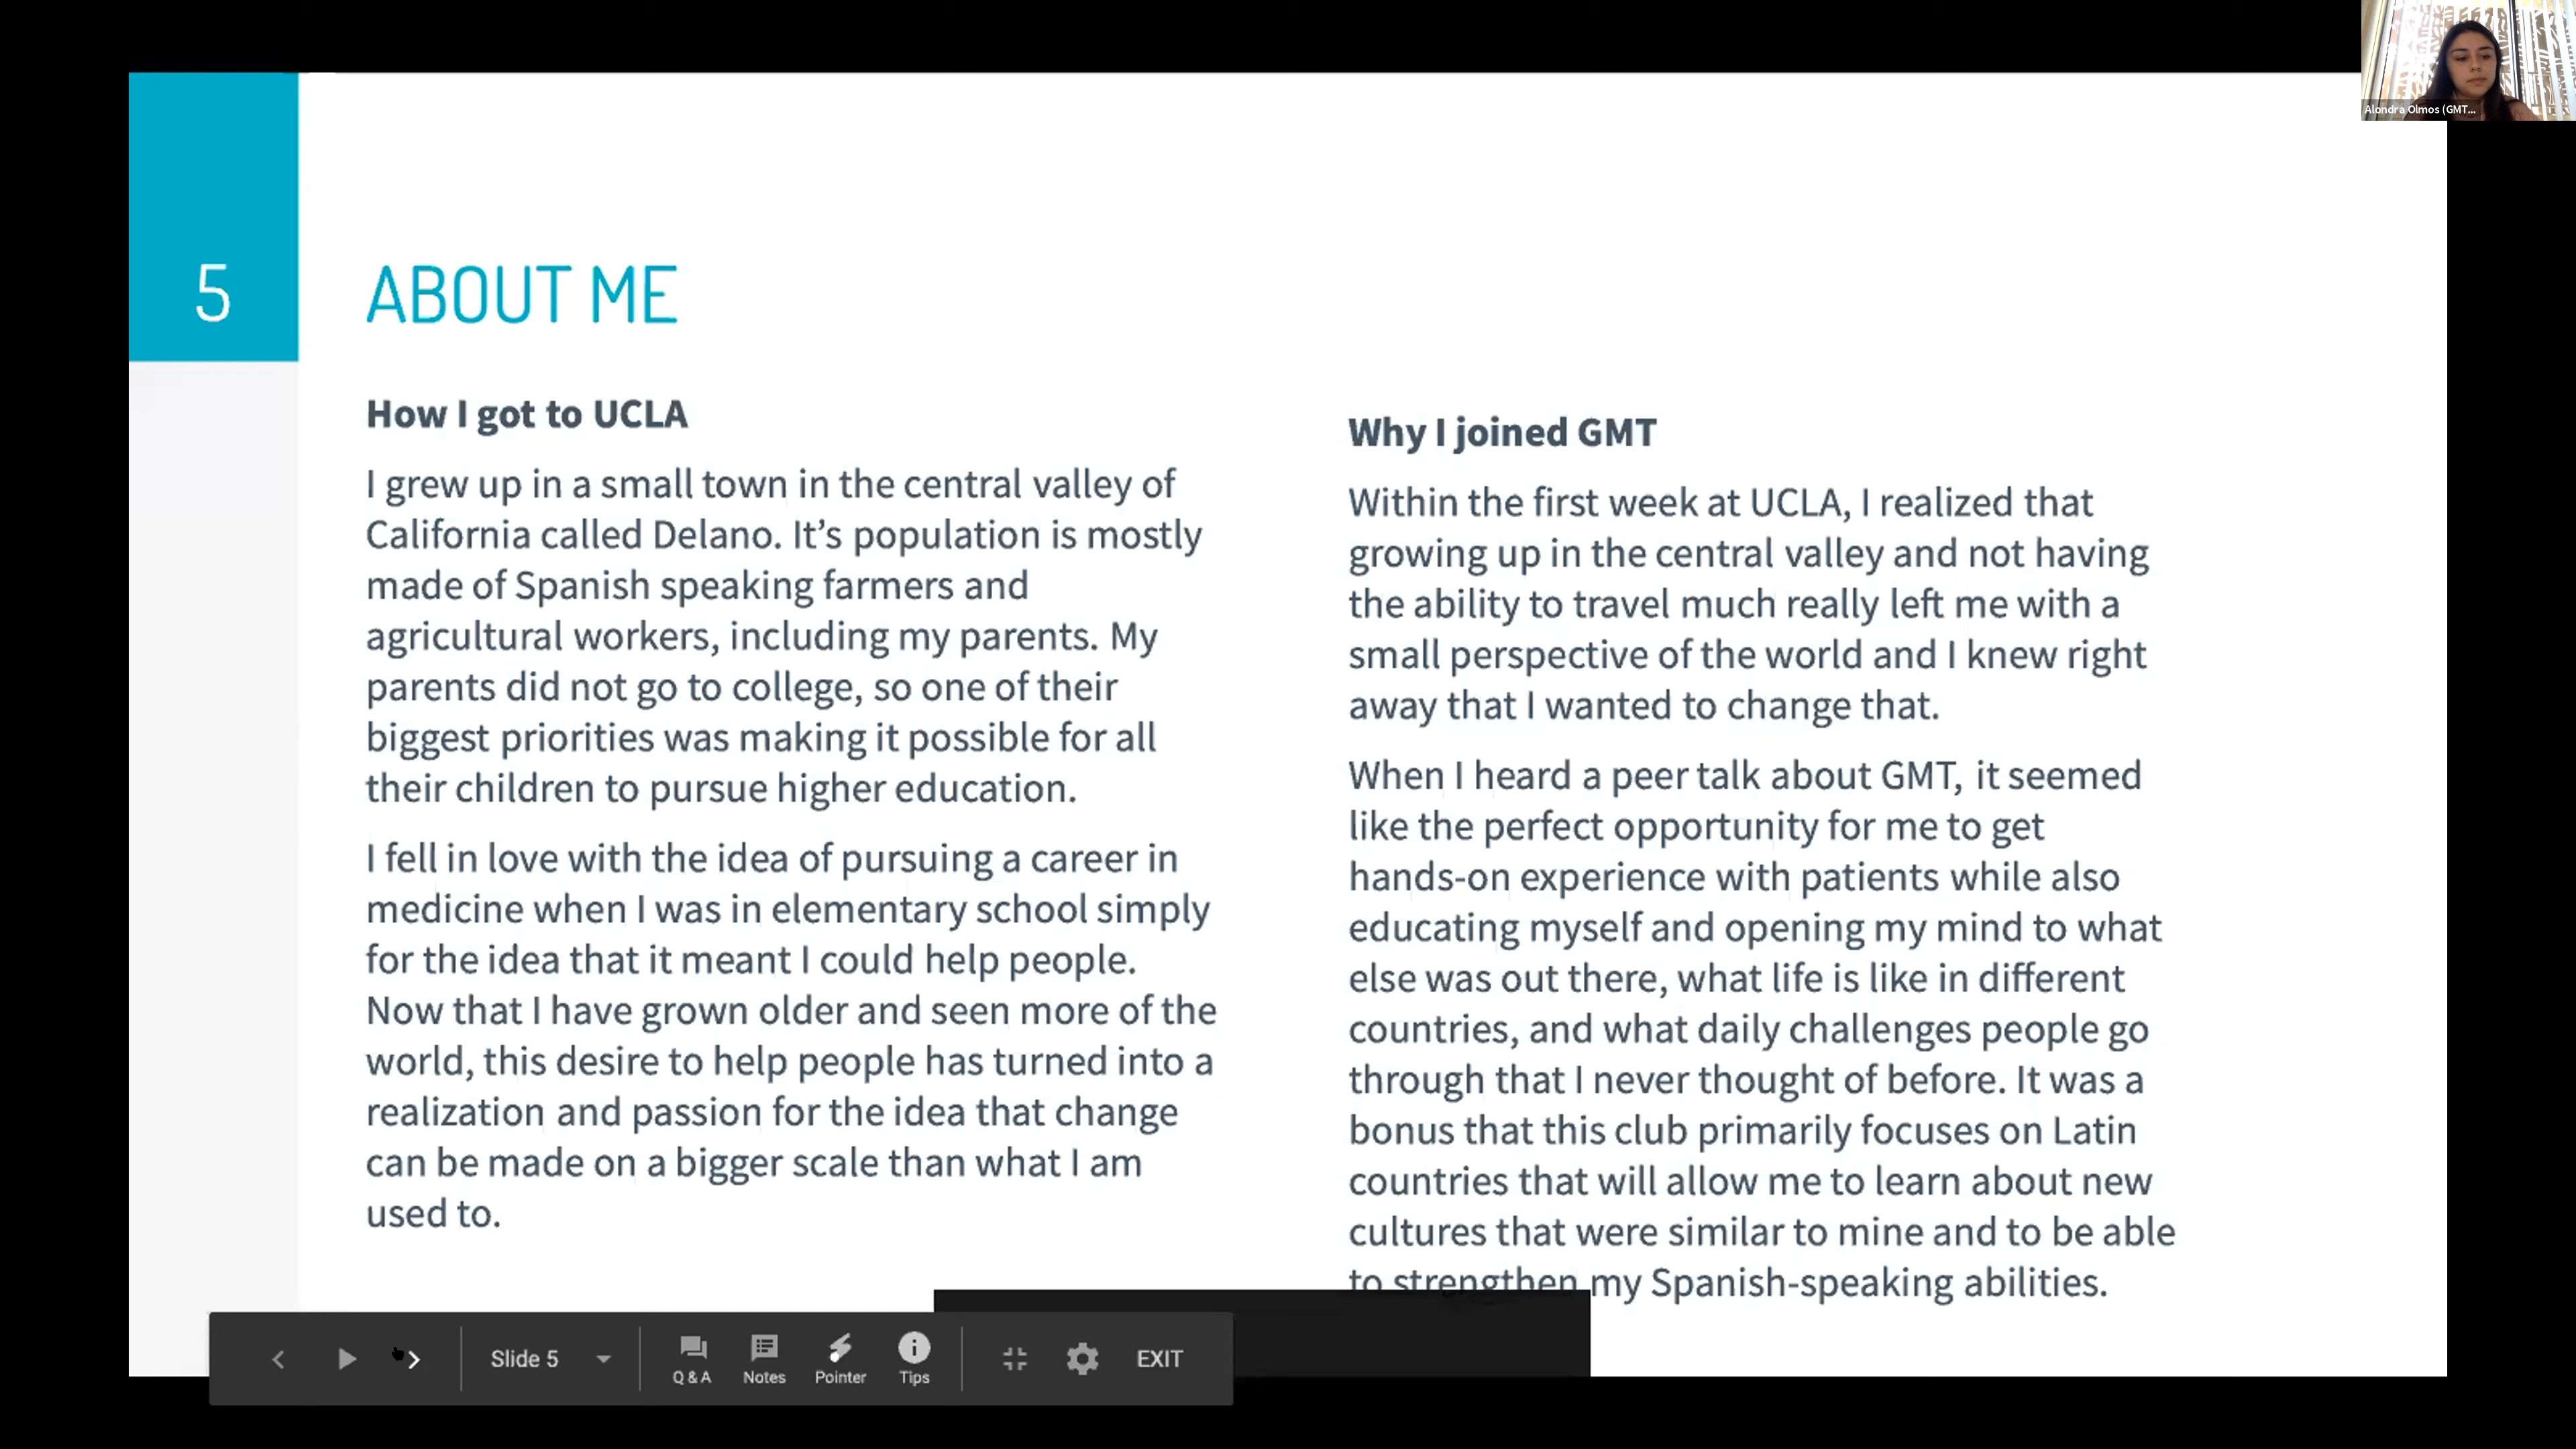 Alondra Olmos (GMT...
5
ABOUT ME
How I got to UCLA
I grew up in a small town in the central valley of
California called Delano. It’s population is mostly
made of Spanish speaking farmers and
agricultural workers, including my parents. My
parents did not go to college, so one of their
biggest priorities was making it possible for all
their children to pursue higher education.
I fell in love with the idea of pursuing a career in
medicine when I was in elementary school simply
for the idea that it meant I could help people.
Now that I have grown older and seen more of the
world, this desire to help people has turned into a
realization and passion for the idea that change
can be made on a bigger scale than what I am
used to.
Why I joined GMT
Within the first week at UCLA, I realized that
growing up in the central valley and not having
the ability to travel much really left me with a
small perspective of the world and I knew right
away that I wanted to change that.
When I heard a peer talk about GMT, it seemed
like the perfect opportunity for me to get
hands-on experience with patients while also
educating myself and opening my mind to what
else was out there, what life is like in different
countries, and what daily challenges people go
through that I never thought of before. It was a
bonus that this club primarily focuses on Latin
countries that will allow me to learn about new
cultures that were similar to mine and to be able
to strengthen my Spanish-speaking abilities.
Slide 5
Q & A
Notes
Pointer
Tips
EXIT